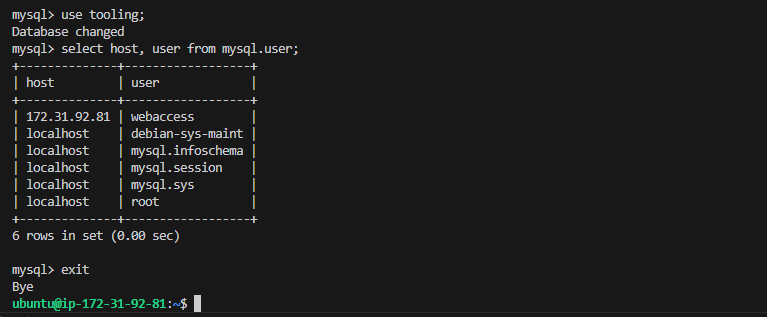 mysql> use tooling;
Database changed
mysql> select host, user from mysql.user;
+--------------+------------------+
| host         | user             |
+--------------+------------------+
| 172.31.92.81 | webaccess        |
| localhost    | debian-sys-maint |
| localhost    | mysql.infoschema |
| localhost    | mysql.session    |
| localhost    | mysql.sys        |
| localhost    | root             |
+--------------+------------------+
6 rows in set (0.00 sec)

mysql> exit
Bye
ubuntu@ip-172-31-92-81:~$